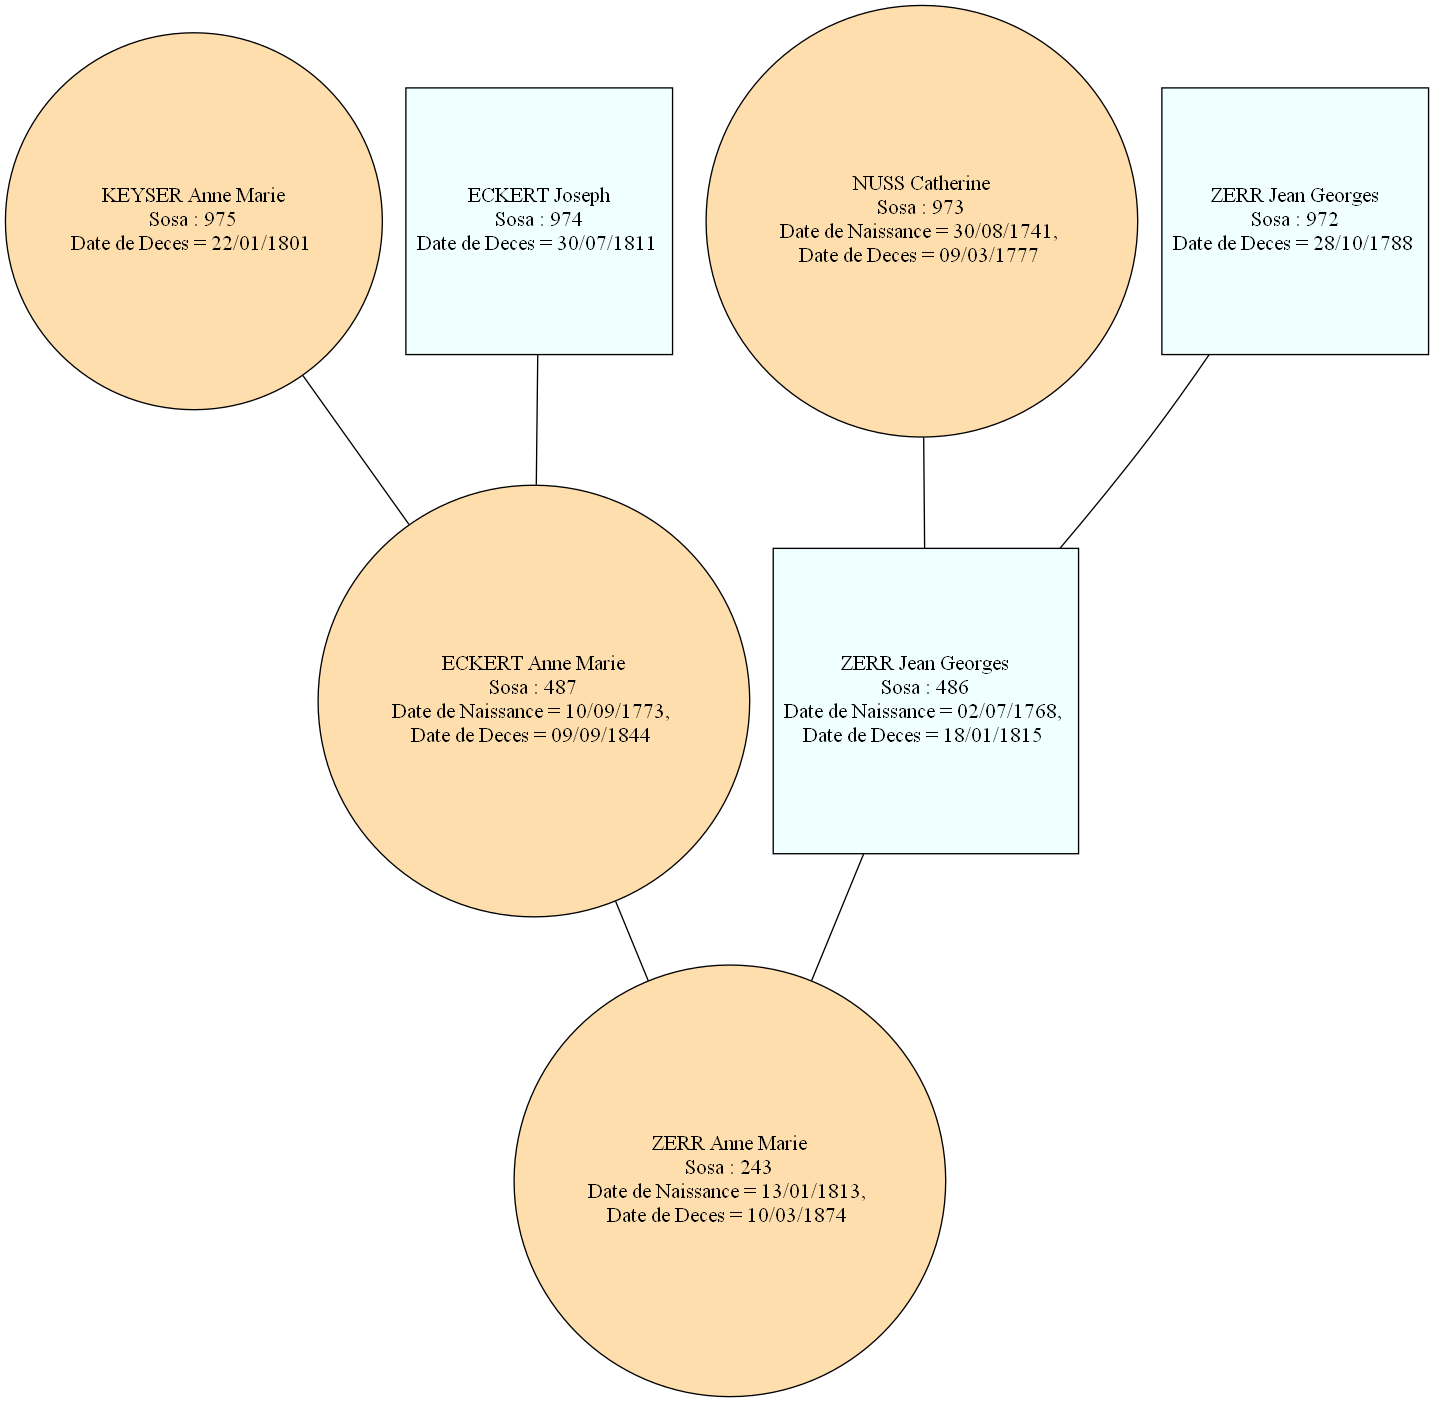 KEYSER Anne Marie
Sosa : 975
Date de Deces = 22/01/1801
ECKERT Joseph
Sosa : 974
Date de Deces = 30/07/1811
NUSS Catherine
Sosa : 973
Date de Naissance = 30/08/1741,
Date de Deces = 09/03/1777
ZERR Jean Georges
Sosa : 972
Date de Deces = 28/10/1788
ECKERT Anne Marie
Sosa : 487
Date de Naissance = 10/09/1773,
Date de Deces = 09/09/1844
ZERR Jean Georges
Sosa : 486
Date de Naissance = 02/07/1768,
Date de Deces = 18/01/1815
ZERR Anne Marie
Sosa : 243
Date de Naissance = 13/01/1813,
Date de Deces = 10/03/1874